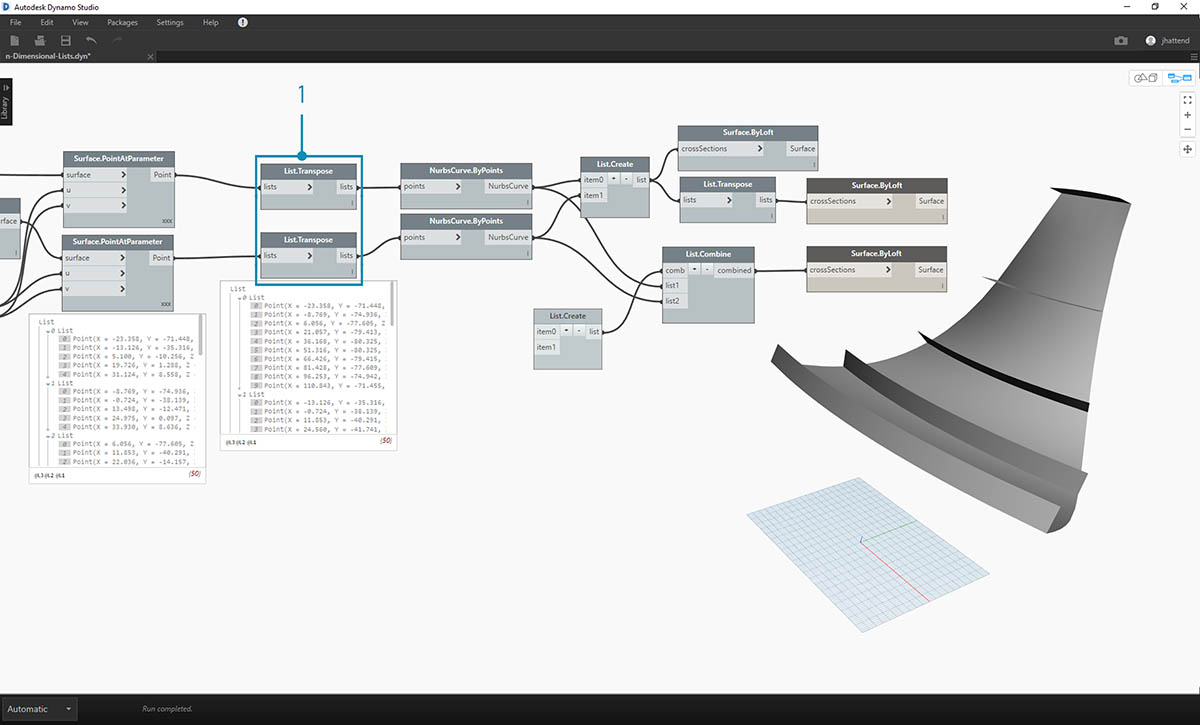 Autodesk Dynamo Studio
File Edit View Packages Settings Help !
jhattend
n-Dimensional-Lists.dyn*
Library
1
Surface.PointAtParameter
surface > Point
u >
v >
xxx
rface
Surface.PointAtParameter
surface > Point
u >
v >
xxx
List.Transpose
lists > lists
l
List.Transpose
lists > lists
l
NurbsCurve.ByPoints
points > NurbsCurve
l
NurbsCurve.ByPoints
points > NurbsCurve
l
List.Create
item0 + - list
item1
l
Surface.ByLoft
crossSections > Surface
l
List.Transpose
lists > lists
l
Surface.ByLoft
crossSections > Surface
l
List.Combine
comb + - combined
list1
list2
Surface.ByLoft
crossSections > Surface
l
List.Create
item0 + - list
item1
List
0 List
0 Point(X = -23.358, Y = -71.448,
1 Point(X = -13.126, Y = -35.316,
2 Point(X = 5.100, Y = -10.256, Z
3 Point(X = 19.726, Y = 1.288, Z
4 Point(X = 31.124, Y = 8.558, Z
1 List
0 Point(X = -8.769, Y = -74.936,
1 Point(X = -0.724, Y = -38.139,
2 Point(X = 13.498, Y = -12.471,
3 Point(X = 24.975, Y = 0.097, Z
4 Point(X = 33.930, Y = 8.636, Z
2 List
0 Point(X = 6.056, Y = -77.605, Z
1 Point(X = 11.853, Y = -40.291,
2 Point(X = 22.036, Y = -14.157,
@L3 @L2 @L1 {50}
List
0 List
0 Point(X = -23.358, Y = -71.448,
1 Point(X = -8.769, Y = -74.936,
2 Point(X = 6.056, Y = -77.605, Z
3 Point(X = 21.057, Y = -79.413,
4 Point(X = 36.168, Y = -80.325,
5 Point(X = 51.316, Y = -80.325,
6 Point(X = 66.426, Y = -79.415,
7 Point(X = 81.428, Y = -77.609,
8 Point(X = 96.253, Y = -74.942,
9 Point(X = 110.843, Y = -71.455,
1 List
0 Point(X = -13.126, Y = -35.316,
1 Point(X = -0.724, Y = -38.139,
2 Point(X = 11.853, Y = -40.291,
3 Point(X = 24.560, Y = -41.741,
@L3 @L2 @L1 {50}
Automatic
Run completed.